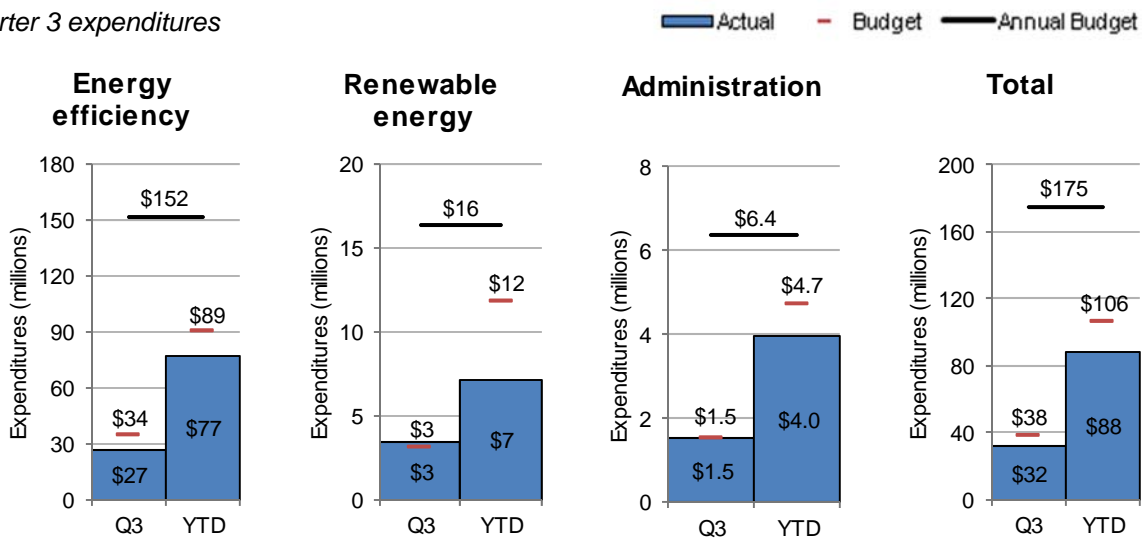 rter 3 expenditures
Actual Budget Annual Budget
Energy
efficiency
Renewable
energy
Administration
Total
Expenditures (millions)
180
150
120
90
60
30
0
$152
$89
$34
$77
$27
Q3 YTD
Expenditures (millions)
20
15
10
5
0
$16
$12
$3
$7
$3
Q3 YTD
Expenditures (millions)
8
6
4
2
0
$6.4
$4.7
$1.5
$4.0
$1.5
Q3 YTD
Expenditures (millions)
200
160
120
80
40
0
$175
$106
$38
$88
$32
Q3 YTD